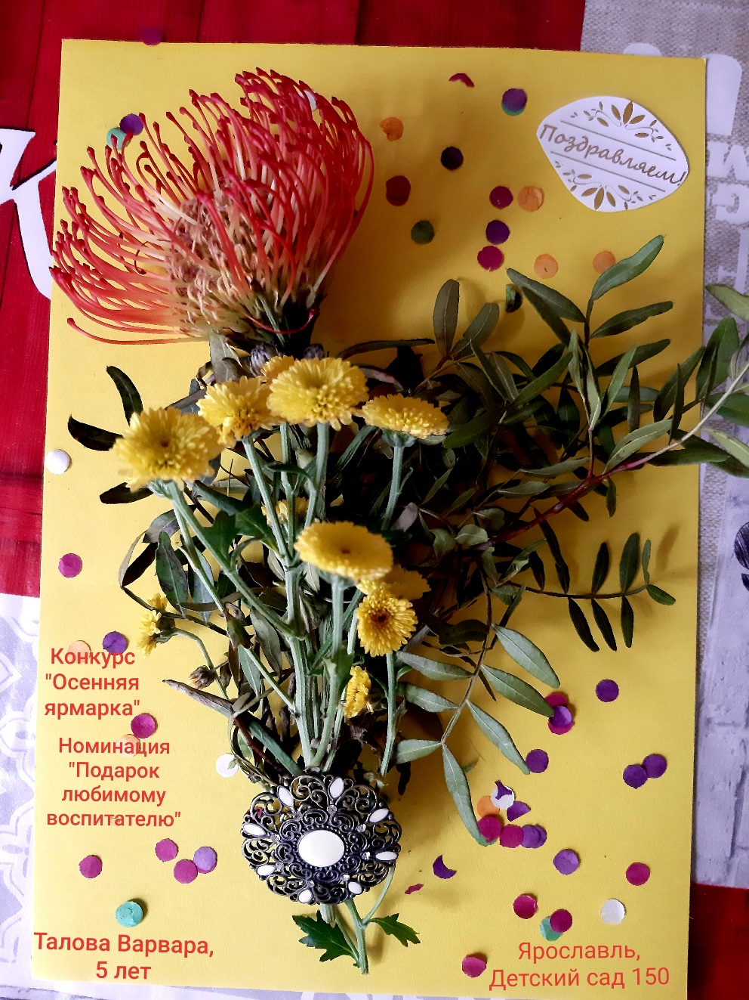 Поздравляем!
Конкурс
"Осенняя
ярмарка"
Номинация
"Подарок
любимому
воспитателю"
Талова Варвара,
5 лет
Ярославль,
Детский сад 150